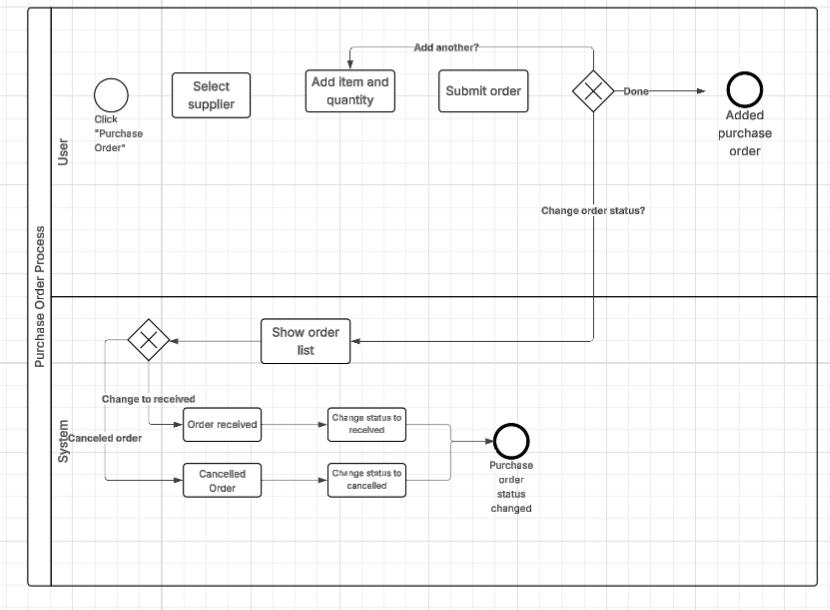 Purchase Order Process
User
Click
"Purchase
Order"
Select
supplier
Add item and
quantity
Submit order
Add another?
Done
Added
purchase
order
Change order status?
System
Show order
list
Change to received
Canceled order
Order received
Change status to
received
Cancelled
Order
Change status to
cancelled
Purchase
order
status
changed